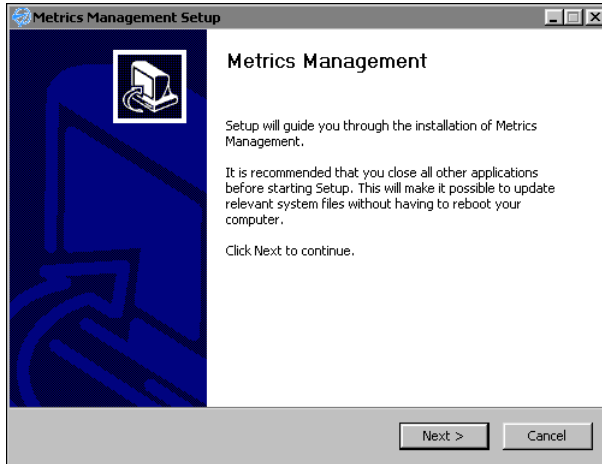 Metrics Management Setup
Metrics Management
Setup will guide you through the installation of Metrics
Management.
It is recommended that you close all other applications
before starting Setup. This will make it possible to update
relevant system files without having to reboot your
computer.
Click Next to continue.
Next >
Cancel